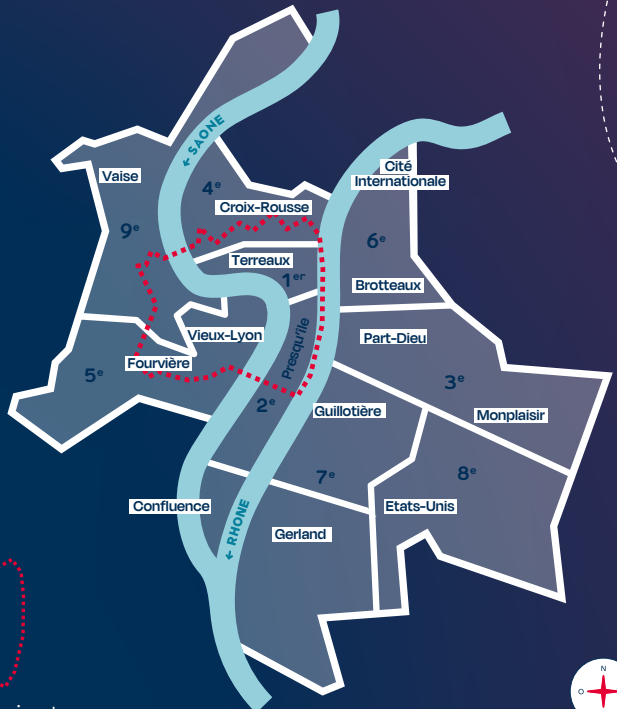 ← SAONE
Cité
Internationale
Vaise
4e
Croix-Rousse
9e
6e
Terreaux
1er
Brotteaux
Vieux-Lyon
Presqu'île
Part-Dieu
Fourvière
5e
3e
2e
Guillotière
Monplaisir
7e
8e
Confluence
Etats-Unis
← RHONE
Gerland
N
O